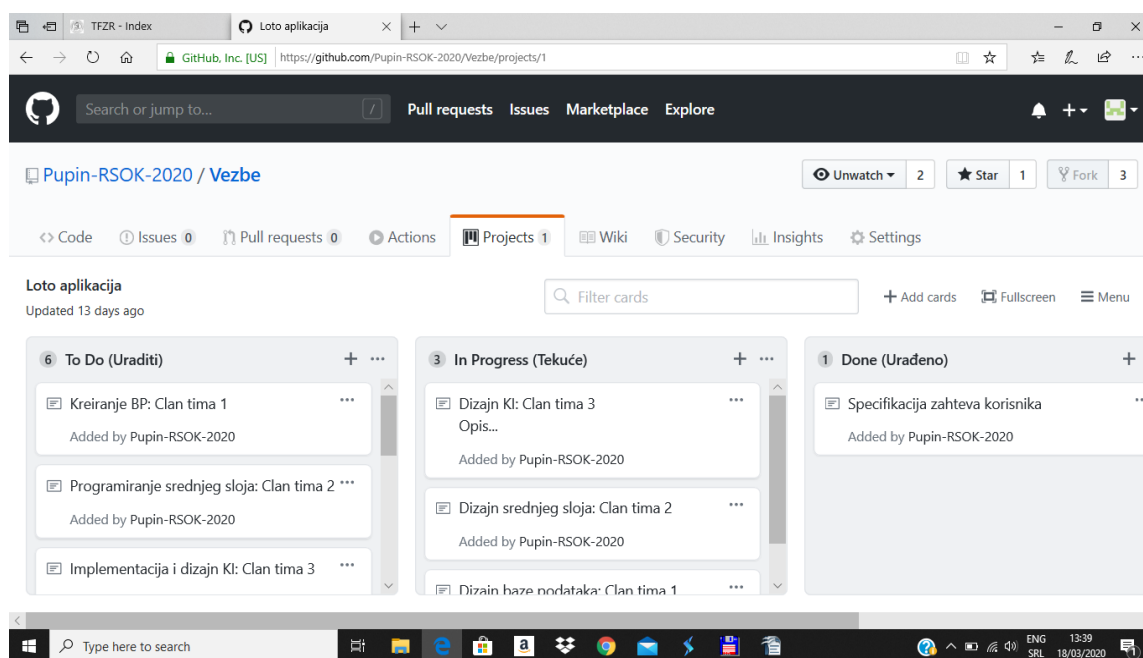 TFZR - Index
Loto aplikacija
GitHub, Inc. [US] https://github.com/Pupin-RSOK-2020/Vezbe/projects/1
Search or jump to... / Pull requests Issues Marketplace Explore
Pupin-RSOK-2020 / Vezbe
Unwatch 2 Star 1 Fork 3
<> Code Issues 0 Pull requests 0 Actions Projects 1 Wiki Security Insights Settings
Loto aplikacija
Updated 13 days ago
Filter cards
+ Add cards Fullscreen Menu
6 To Do (Uraditi)
Kreiranje BP: Clan tima 1
Added by Pupin-RSOK-2020
Programiranje srednjeg sloja: Clan tima 2
Added by Pupin-RSOK-2020
Implementacija i dizajn KI: Clan tima 3
3 In Progress (Tekuće)
Dizajn KI: Clan tima 3
Opis...
Added by Pupin-RSOK-2020
Dizajn srednjeg sloja: Clan tima 2
Added by Pupin-RSOK-2020
Dizajn baze podataka: Clan tima 1
1 Done (Urađeno)
Specifikacija zahteva korisnika
Added by Pupin-RSOK-2020
Type here to search
ENG
SRL
13:39
18/03/2020